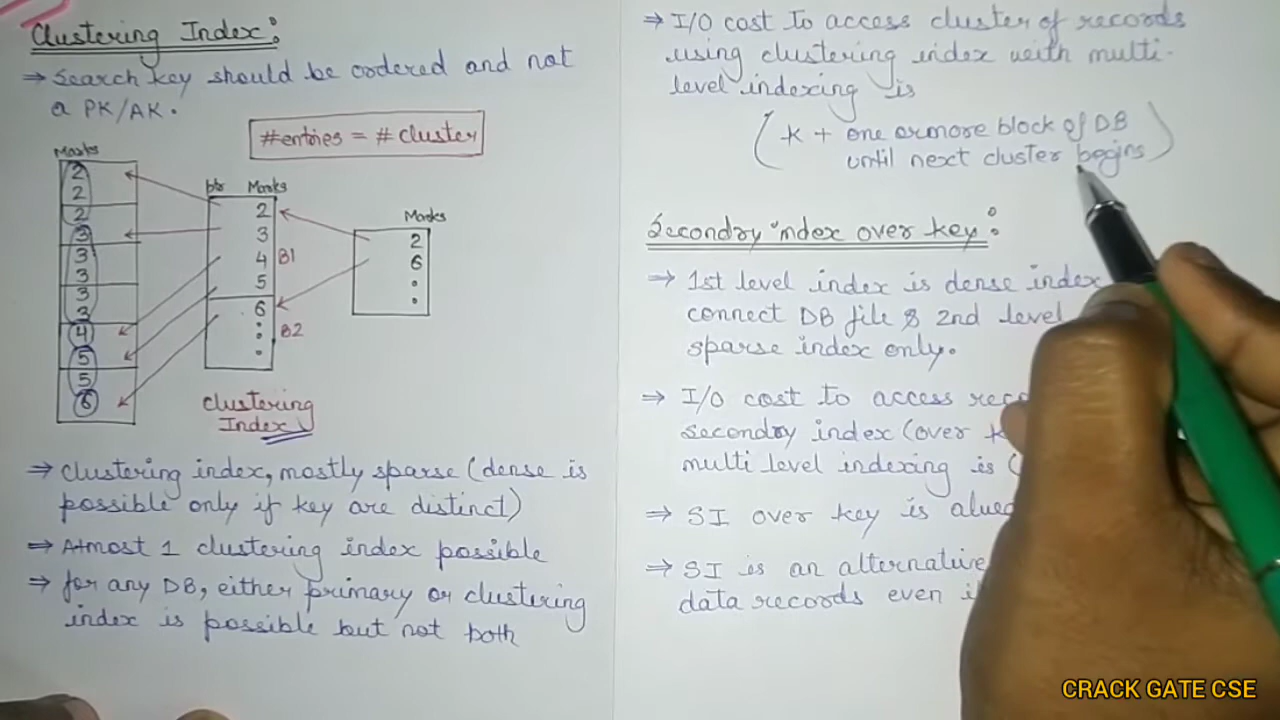 Clustering Index:
⇒ Search key should be ordered and not
a PK/AK.
#entries = # cluster
Marks
2
2
2
3
3
3
3
3
4
5
5
6
ptr Marks
2
3
4 B1
5
6
B2
Marks
2
6
Clustering
Index
⇒ Clustering index, mostly sparse (dense is
possible only if key are distinct)
⇒ Atmost 1 clustering index possible
⇒ for any DB, either primary or clustering
index is possible but not both
⇒ I/O cost to access cluster of records
using clustering index with multi-
level indexing is
(K + one or more block of DB
until next cluster begins)
Secondry index over key:
⇒ 1st level index is dense index
connect DB file & 2nd level
sparse index only.
⇒ I/O cost to access
secondry index (over
multi level indexing is (
⇒ SI over key is
⇒ SI is an alternative
data records even
CRACK GATE CSE